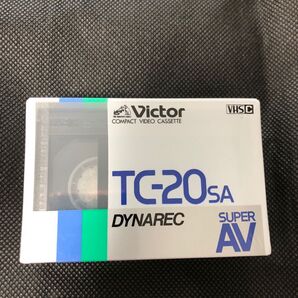 Victor
COMPACT VIDEO CASSETTE
VHS C
TC-20SA
DYNAREC
SUPER
AV